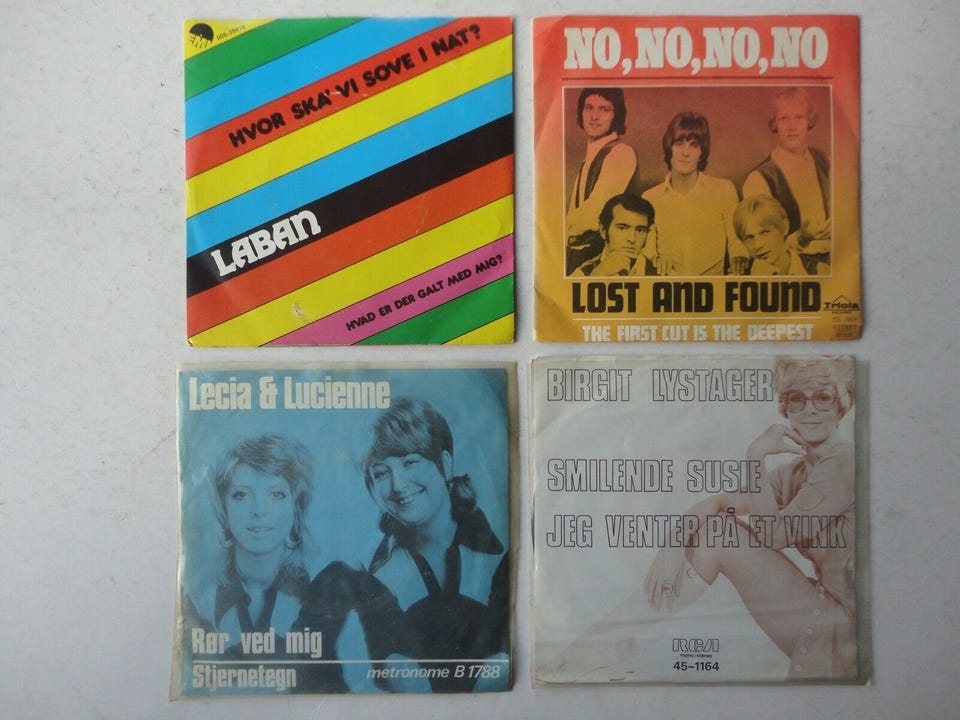 HVOR SKA' VI SOVE I NAT?
LABAN
HVAD ER DER GALT MED MIG?
NO, NO, NO, NO
LOST AND FOUND
Triola
THE FIRST CUT IS THE DEEPEST
Lecia & Lucienne
Rør ved mig
Stjernetegn
metronome B 1788
BIRGIT LYSTAGER
SMILENDE SUSIE
JEG VENTER PÅ ET VINK
RCA
mono/stereo
45-1164